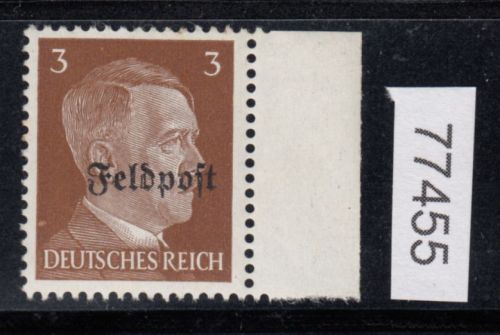 3 3
Feldpost
DEUTSCHES REICH
77455